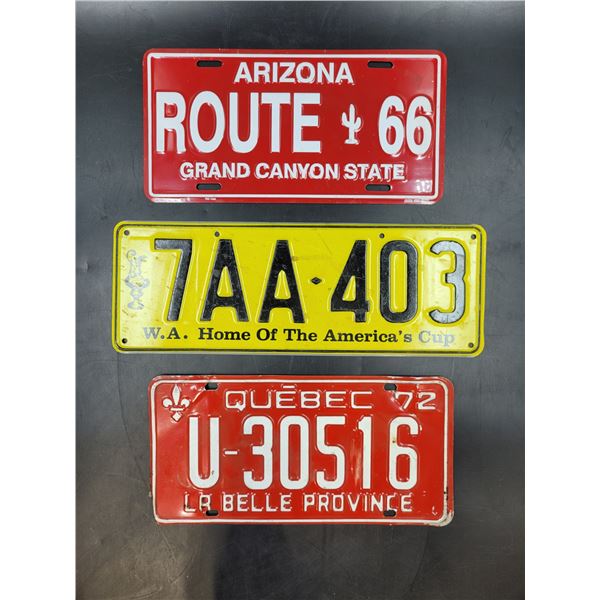 ARIZONA
ROUTE 66
GRAND CANYON STATE
7AA·403
W.A. Home Of The America's Cup
QUÉBEC 72
U-30516
LA BELLE PROVINCE